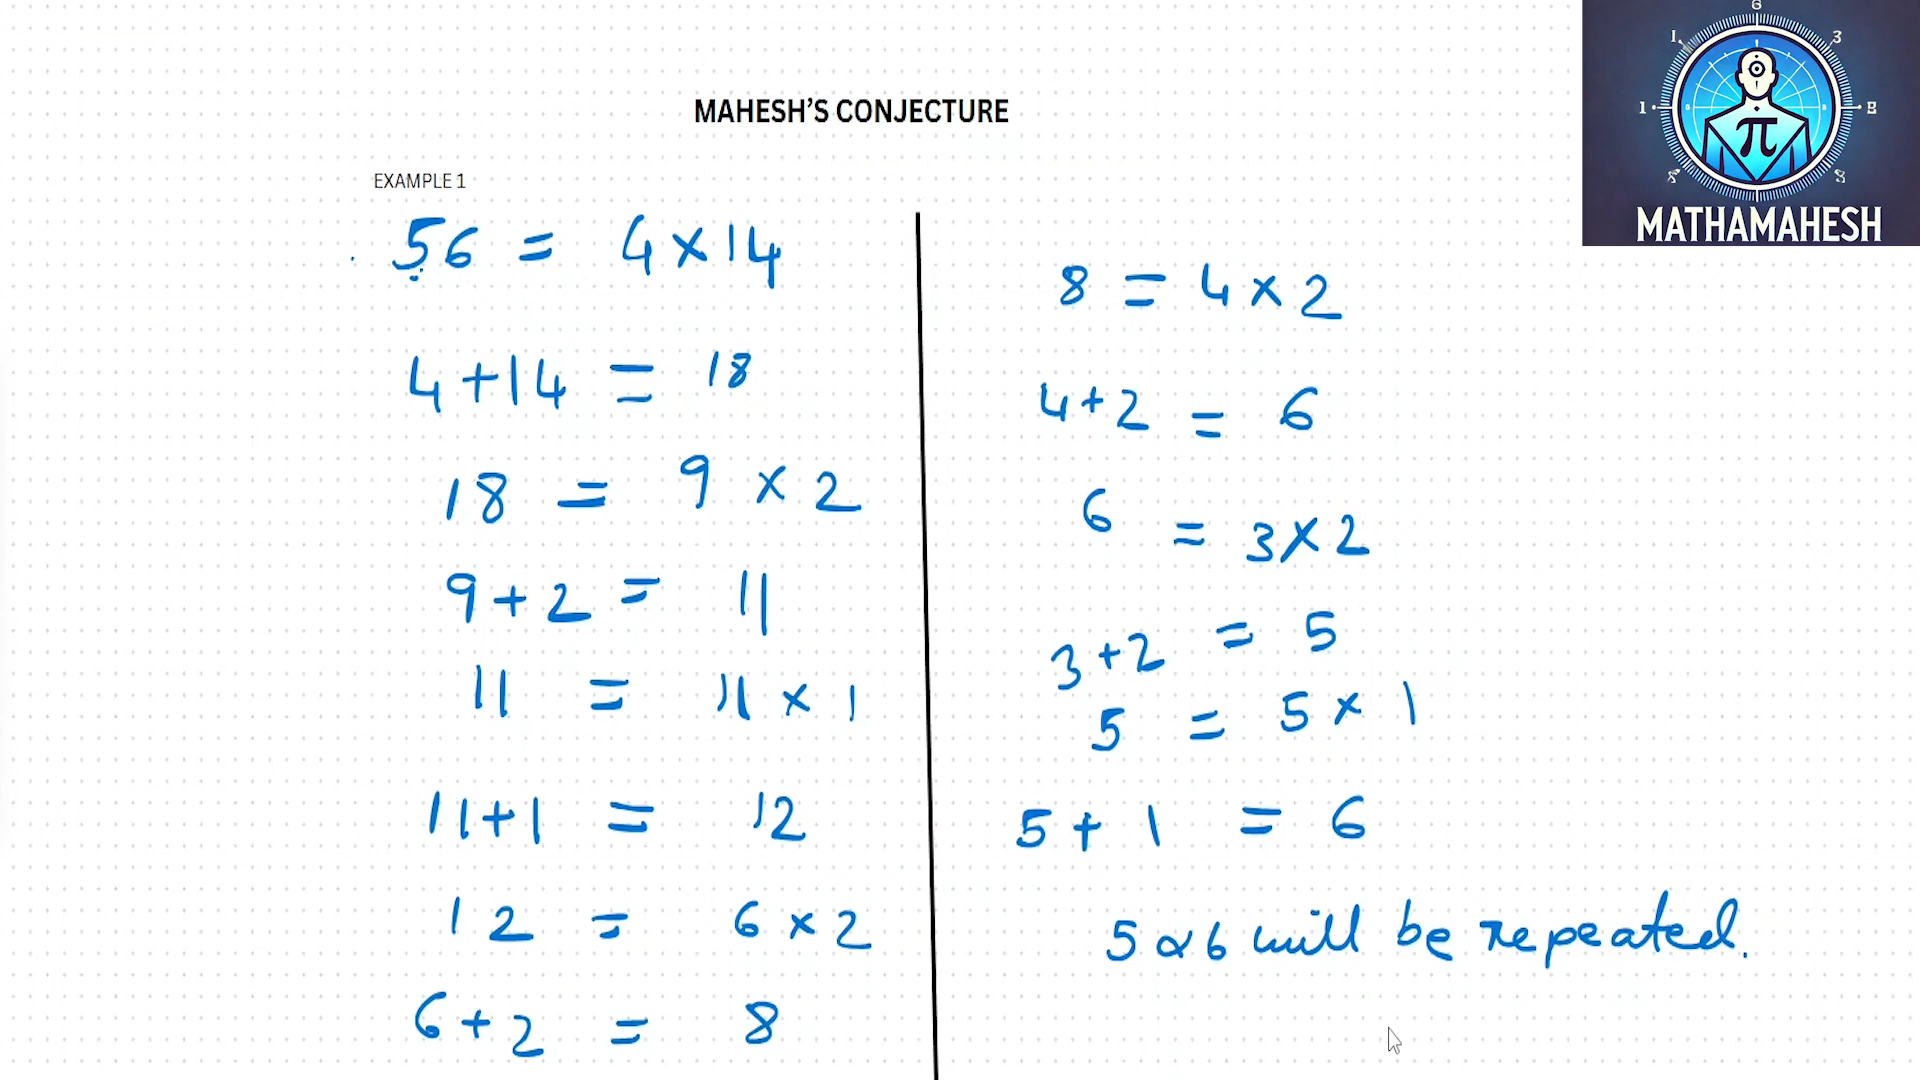 MAHESH'S CONJECTURE
EXAMPLE 1
56 = 4 × 14
4 + 14 = 18
18 = 9 × 2
9 + 2 = 11
11 = 11 × 1
11 + 1 = 12
12 = 6 × 2
6 + 2 = 8
8 = 4 × 2
4 + 2 = 6
6 = 3 × 2
3 + 2 = 5
5 = 5 × 1
5 + 1 = 6
5 & 6 will be repeated.
π
MATHAMAHESH